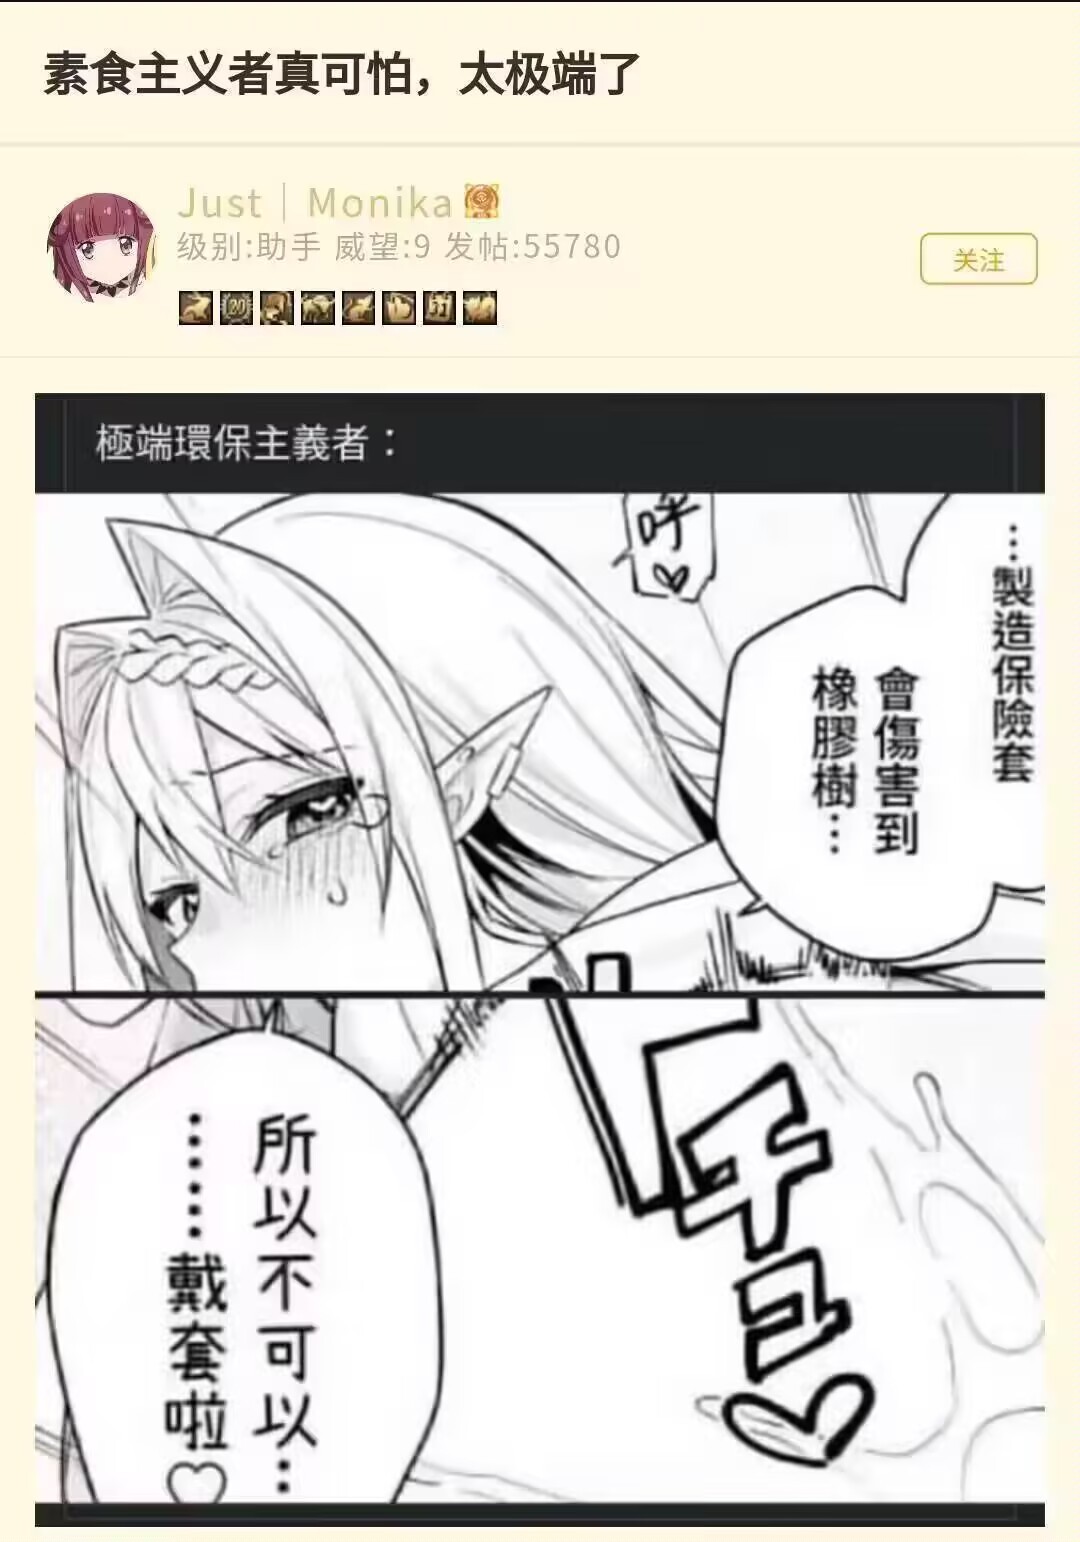 素食主义者真可怕，太极端了
Just｜Monika
级别:助手 威望:9 发帖:55780
关注
極端環保主義者：
…製造保險套
會傷害到
橡膠樹…
呼♡
所以不可以…
……戴套啦♡